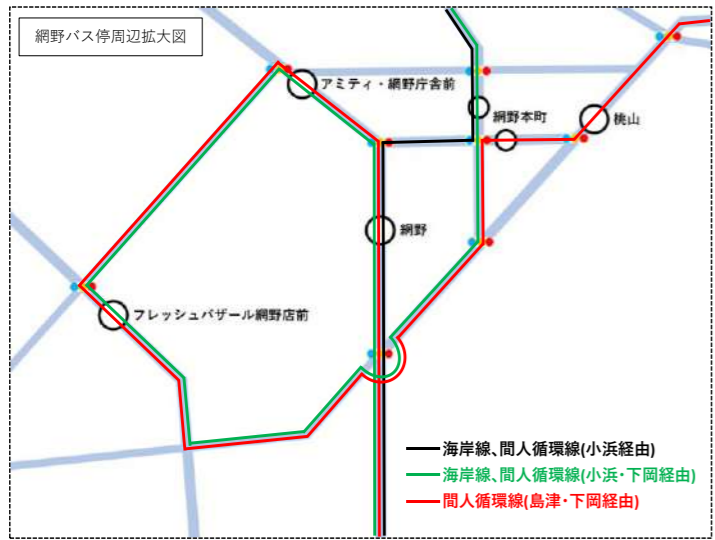 網野バス停周辺拡大図
アミティ・網野庁舎前
網野本町
桃山
網野
フレッシュバザール網野店前
海岸線、間人循環線(小浜経由)
海岸線、間人循環線(小浜・下岡経由)
間人循環線(島津・下岡経由)